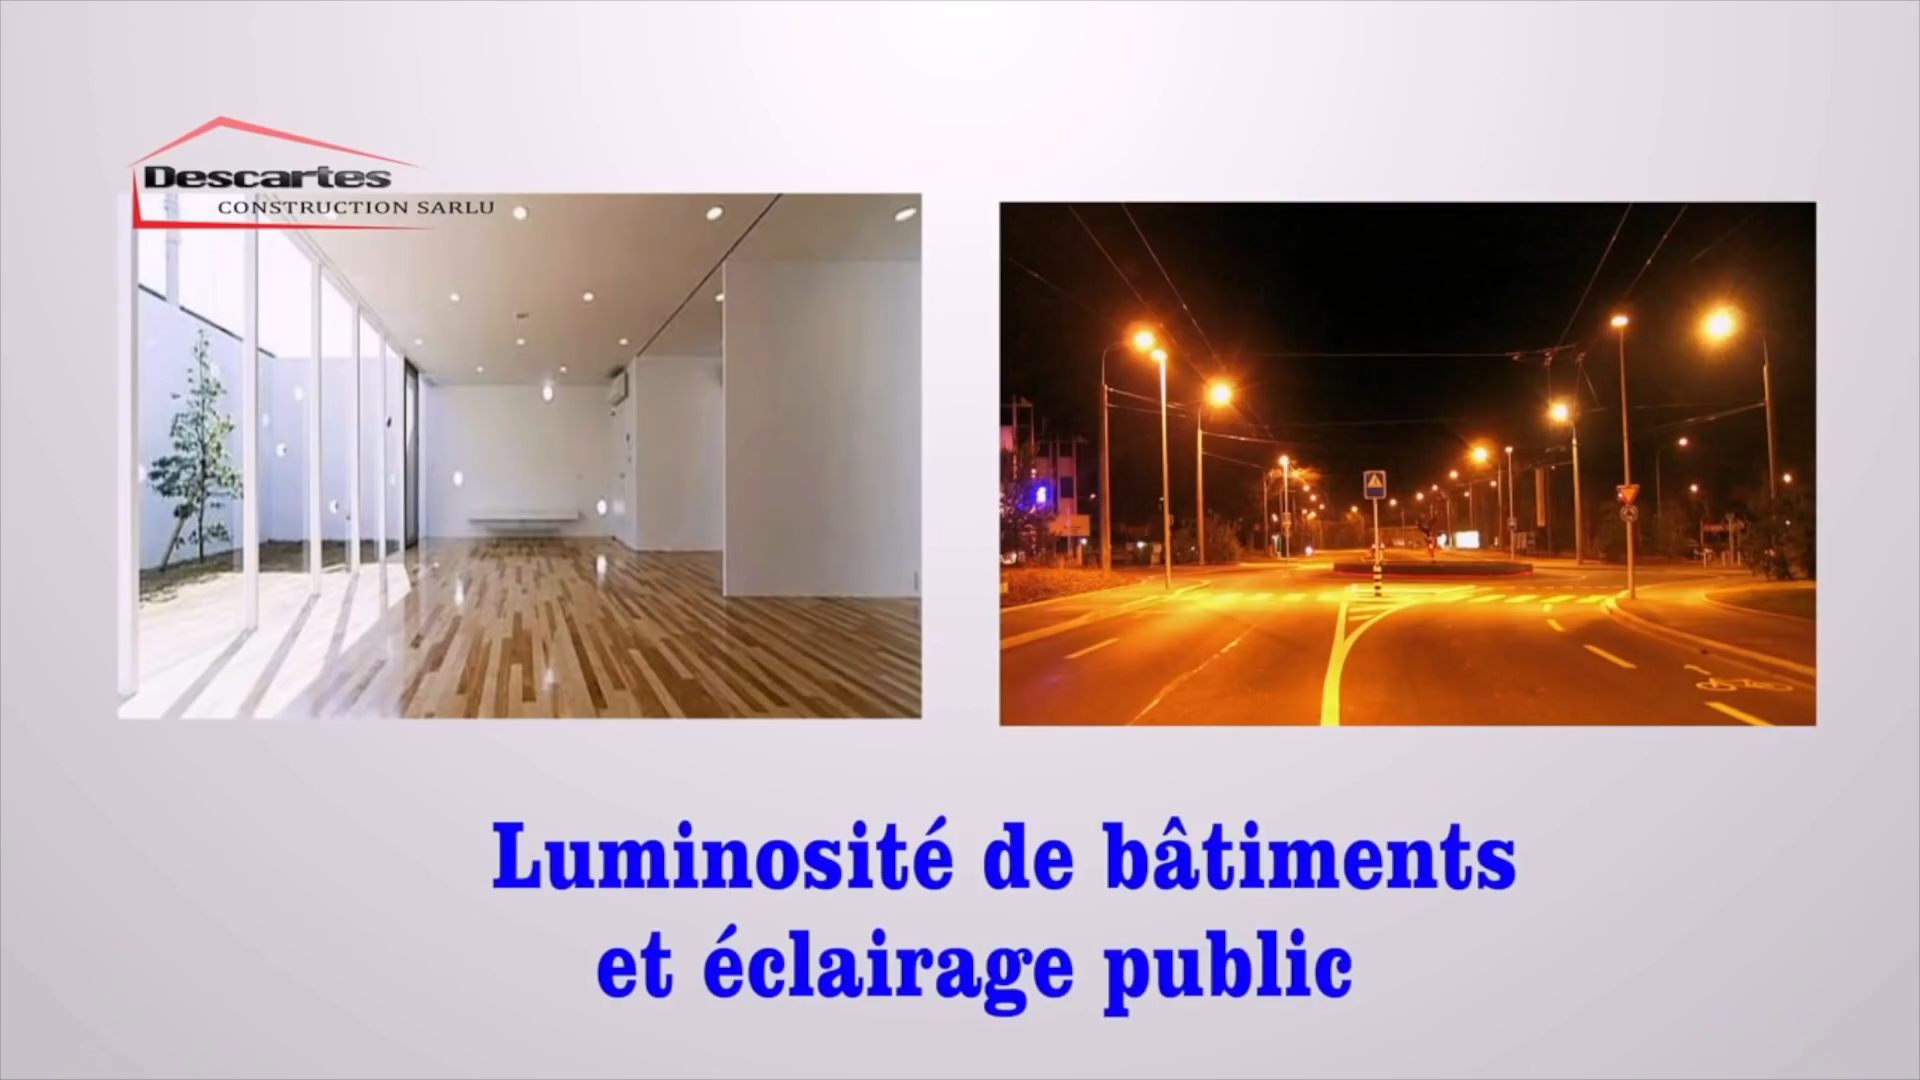 Descartes
CONSTRUCTION SARLU
Luminosité de bâtiments
et éclairage public